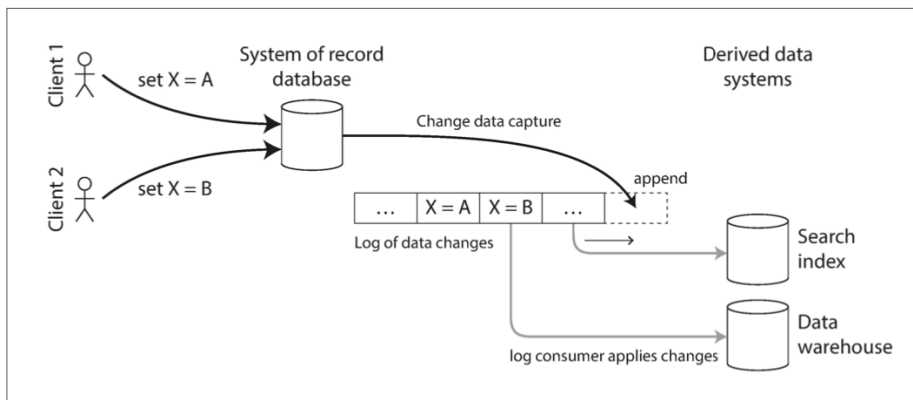 Client 1
set X = A
System of record
database
Derived data
systems
Change data capture
Client 2
set X = B
append
… X = A X = B …
Log of data changes
Search
index
Data
warehouse
log consumer applies changes